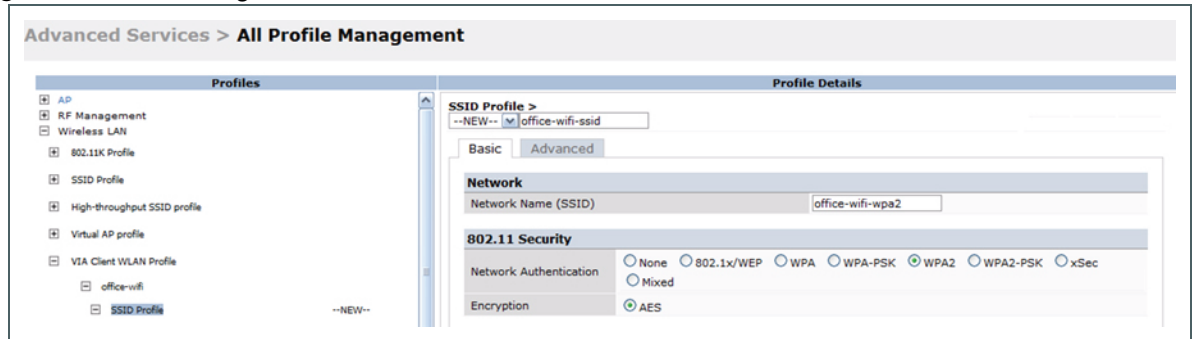 Advanced Services > All Profile Management
Profiles
AP
RF Management
Wireless LAN
802.11K Profile
SSID Profile
High-throughput SSID profile
Virtual AP profile
VIA Client WLAN Profile
office-wifi
SSID Profile --NEW--
Profile Details
SSID Profile >
--NEW-- office-wifi-ssid
Basic Advanced
Network
Network Name (SSID) office-wifi-wpa2
802.11 Security
Network Authentication None 802.1x/WEP WPA WPA-PSK WPA2 WPA2-PSK xSec
Mixed
Encryption AES